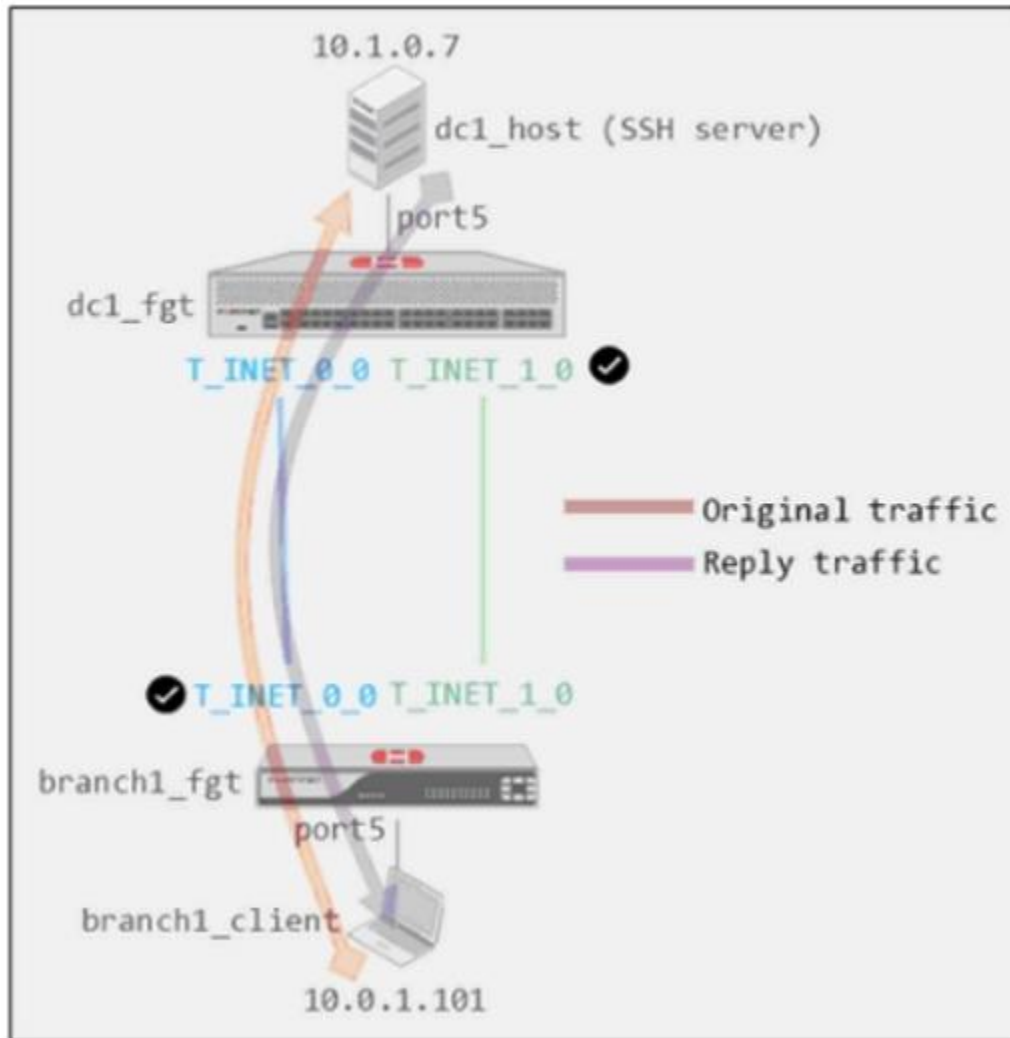 10.1.0.7
dc1_host (SSH server)
port5
dc1_fgt
T_INET_0_0 T_INET_1_0
Original traffic
Reply traffic
T_INET_0_0 T_INET_1_0
branch1_fgt
port5
branch1_client
10.0.1.101